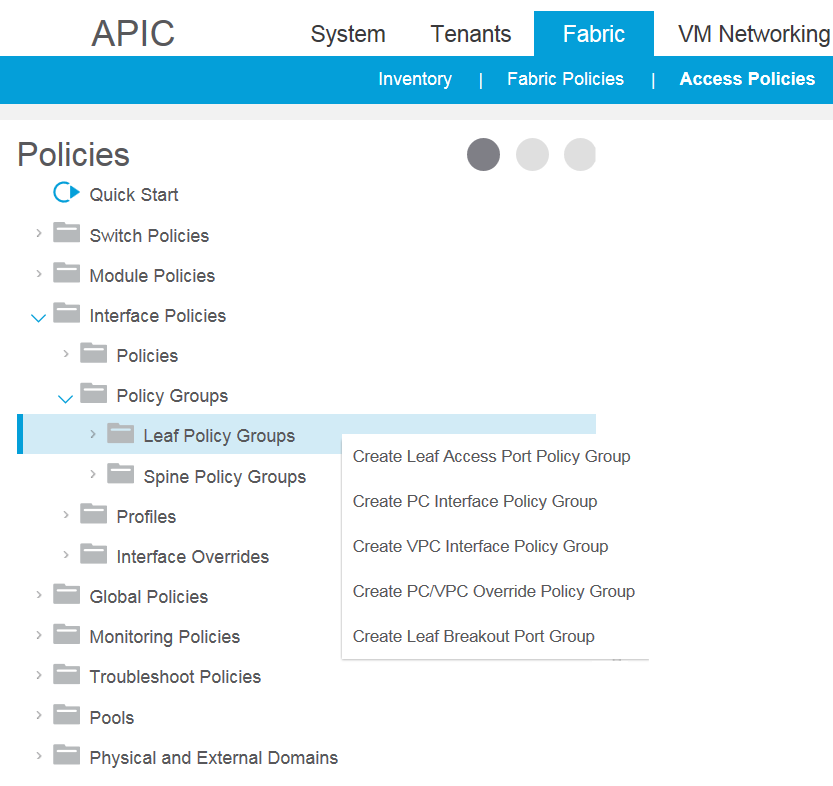 APIC
System Tenants Fabric VM Networking
Inventory | Fabric Policies | Access Policies
Policies
Quick Start
Switch Policies
Module Policies
Interface Policies
Policies
Policy Groups
Leaf Policy Groups
Create Leaf Access Port Policy Group
Spine Policy Groups
Create PC Interface Policy Group
Profiles
Create VPC Interface Policy Group
Interface Overrides
Create PC/VPC Override Policy Group
Global Policies
Create Leaf Breakout Port Group
Monitoring Policies
Troubleshoot Policies
Pools
Physical and External Domains